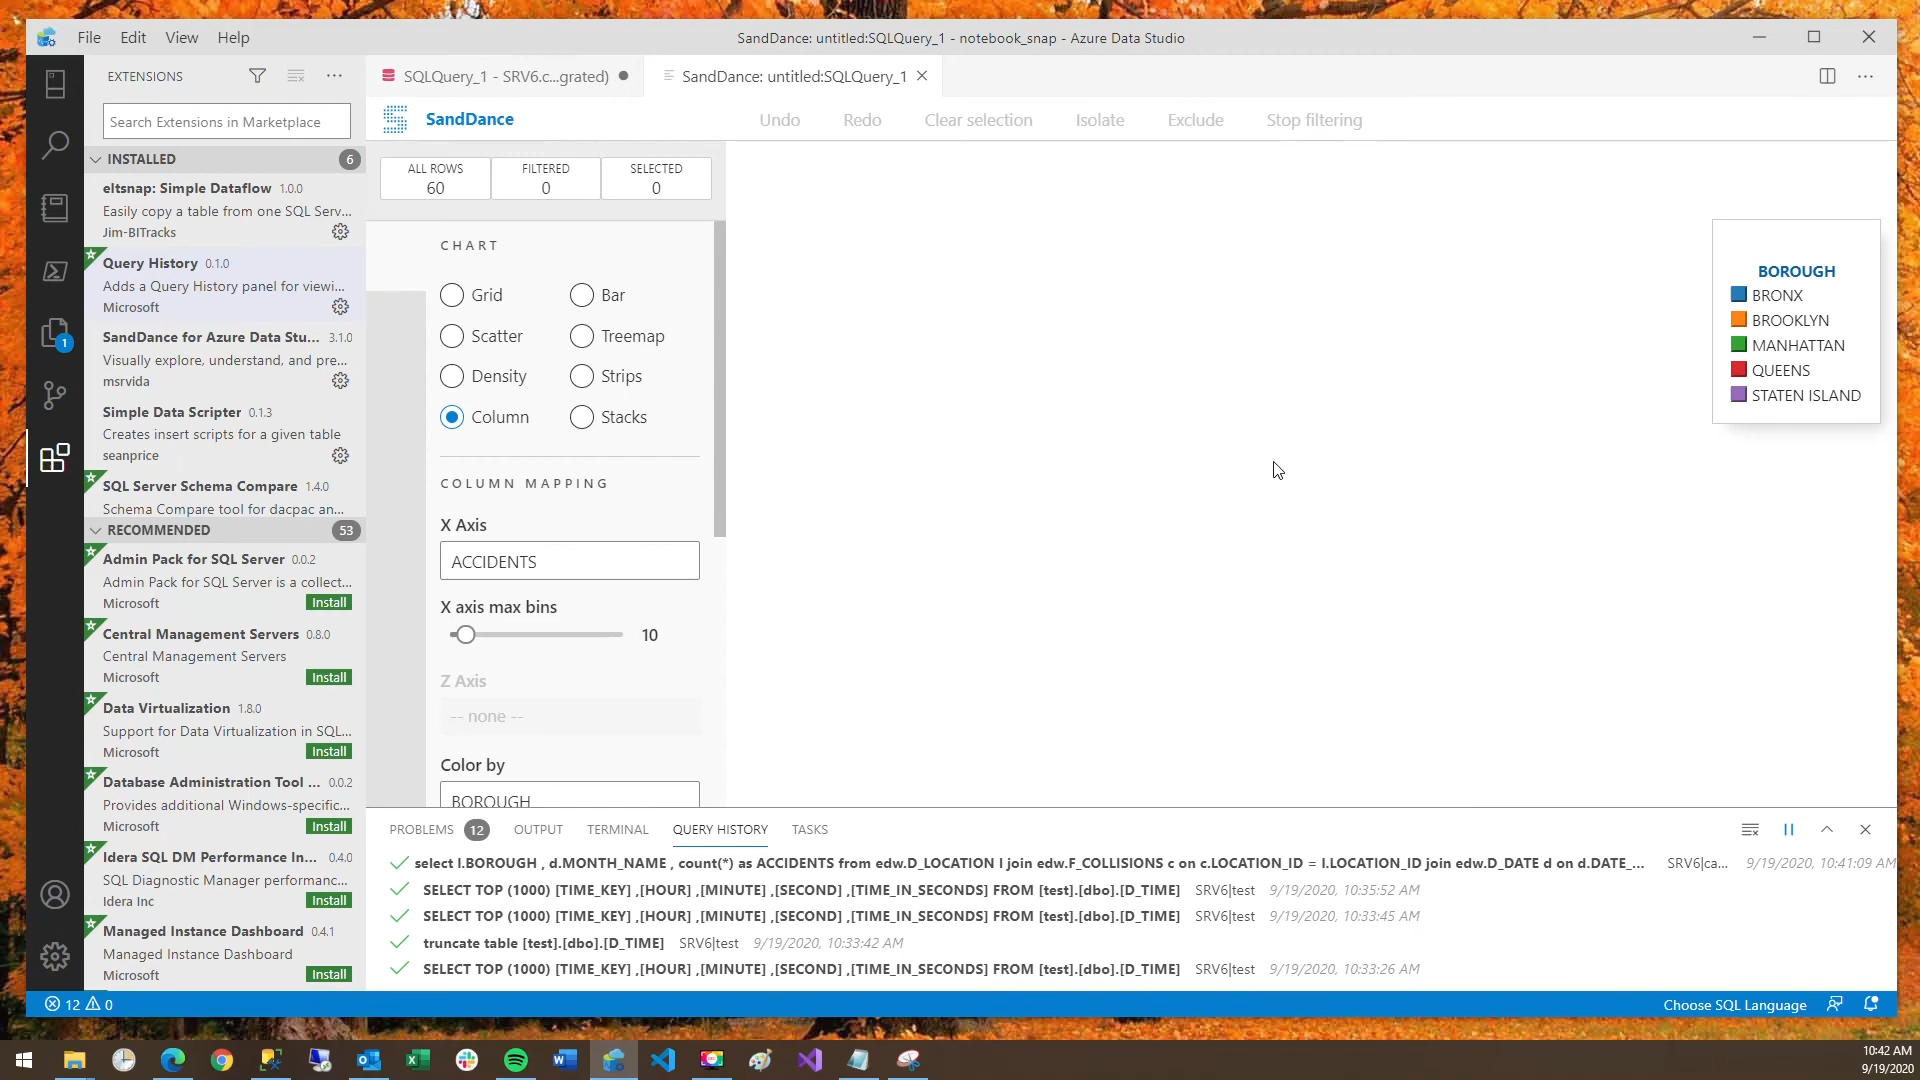 File Edit View Help
SandDance: untitled:SQLQuery_1 - notebook_snap - Azure Data Studio
EXTENSIONS
SQLQuery_1 - SRV6.c...grated)
SandDance: untitled:SQLQuery_1
Search Extensions in Marketplace
SandDance
Undo Redo Clear selection Isolate Exclude Stop filtering
INSTALLED 6
eltsnap: Simple Dataflow 1.0.0
Easily copy a table from one SQL Serv...
Jim-BITracks
Query History 0.1.0
Adds a Query History panel for viewi...
Microsoft
SandDance for Azure Data Stu... 3.1.0
Visually explore, understand, and pre...
msrvida
Simple Data Scripter 0.1.3
Creates insert scripts for a given table
seanprice
SQL Server Schema Compare 1.4.0
Schema Compare tool for dacpac an...
RECOMMENDED 53
Admin Pack for SQL Server 0.0.2
Admin Pack for SQL Server is a collect...
Microsoft Install
Central Management Servers 0.8.0
Central Management Servers
Microsoft Install
Data Virtualization 1.8.0
Support for Data Virtualization in SQL...
Microsoft Install
Database Administration Tool ... 0.0.2
Provides additional Windows-specific...
Microsoft Install
Idera SQL DM Performance In... 0.4.0
SQL Diagnostic Manager performanc...
Idera Inc Install
Managed Instance Dashboard 0.4.1
Managed Instance Dashboard
Microsoft Install
1
ALL ROWS FILTERED SELECTED
60 0 0
CHART
Grid Bar
Scatter Treemap
Density Strips
Column Stacks
COLUMN MAPPING
X Axis
ACCIDENTS
X axis max bins
10
Z Axis
-- none --
Color by
BOROUGH
BOROUGH
BRONX
BROOKLYN
MANHATTAN
QUEENS
STATEN ISLAND
PROBLEMS 12 OUTPUT TERMINAL QUERY HISTORY TASKS
select l.BOROUGH , d.MONTH_NAME , count(*) as ACCIDENTS from edw.D_LOCATION l join edw.F_COLLISIONS c on c.LOCATION_ID = l.LOCATION_ID join edw.D_DATE d on d.DATE_... SRV6|ca... 9/19/2020, 10:41:09 AM
SELECT TOP (1000) [TIME_KEY] ,[HOUR] ,[MINUTE] ,[SECOND] ,[TIME_IN_SECONDS] FROM [test].[dbo].[D_TIME] SRV6|test 9/19/2020, 10:35:52 AM
SELECT TOP (1000) [TIME_KEY] ,[HOUR] ,[MINUTE] ,[SECOND] ,[TIME_IN_SECONDS] FROM [test].[dbo].[D_TIME] SRV6|test 9/19/2020, 10:33:45 AM
truncate table [test].[dbo].[D_TIME] SRV6|test 9/19/2020, 10:33:42 AM
SELECT TOP (1000) [TIME_KEY] ,[HOUR] ,[MINUTE] ,[SECOND] ,[TIME_IN_SECONDS] FROM [test].[dbo].[D_TIME] SRV6|test 9/19/2020, 10:33:26 AM
12 0
Choose SQL Language
10:42 AM
9/19/2020